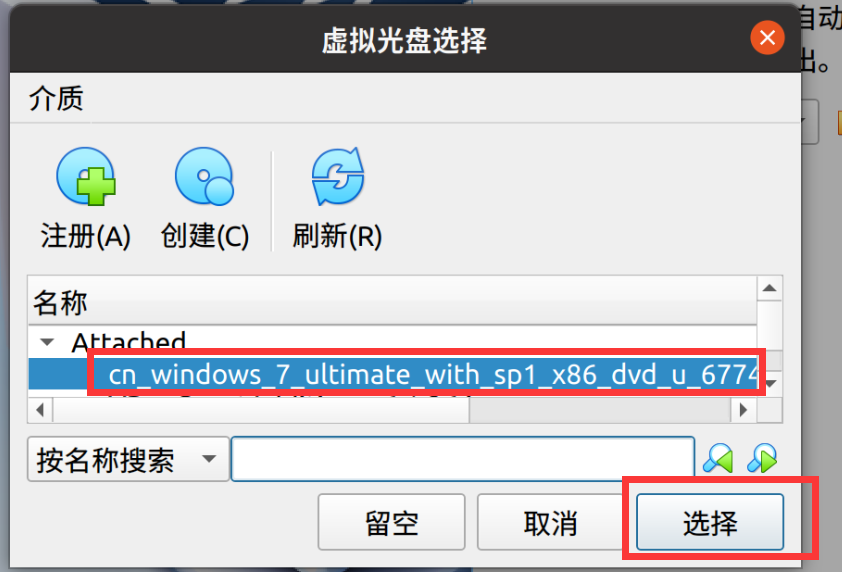 虚拟光盘选择
自动
出。
介质
注册(A) 创建(C) 刷新(R)
名称
Attached
cn_windows_7_ultimate_with_sp1_x86_dvd_u_6774
按名称搜索
留空 取消 选择